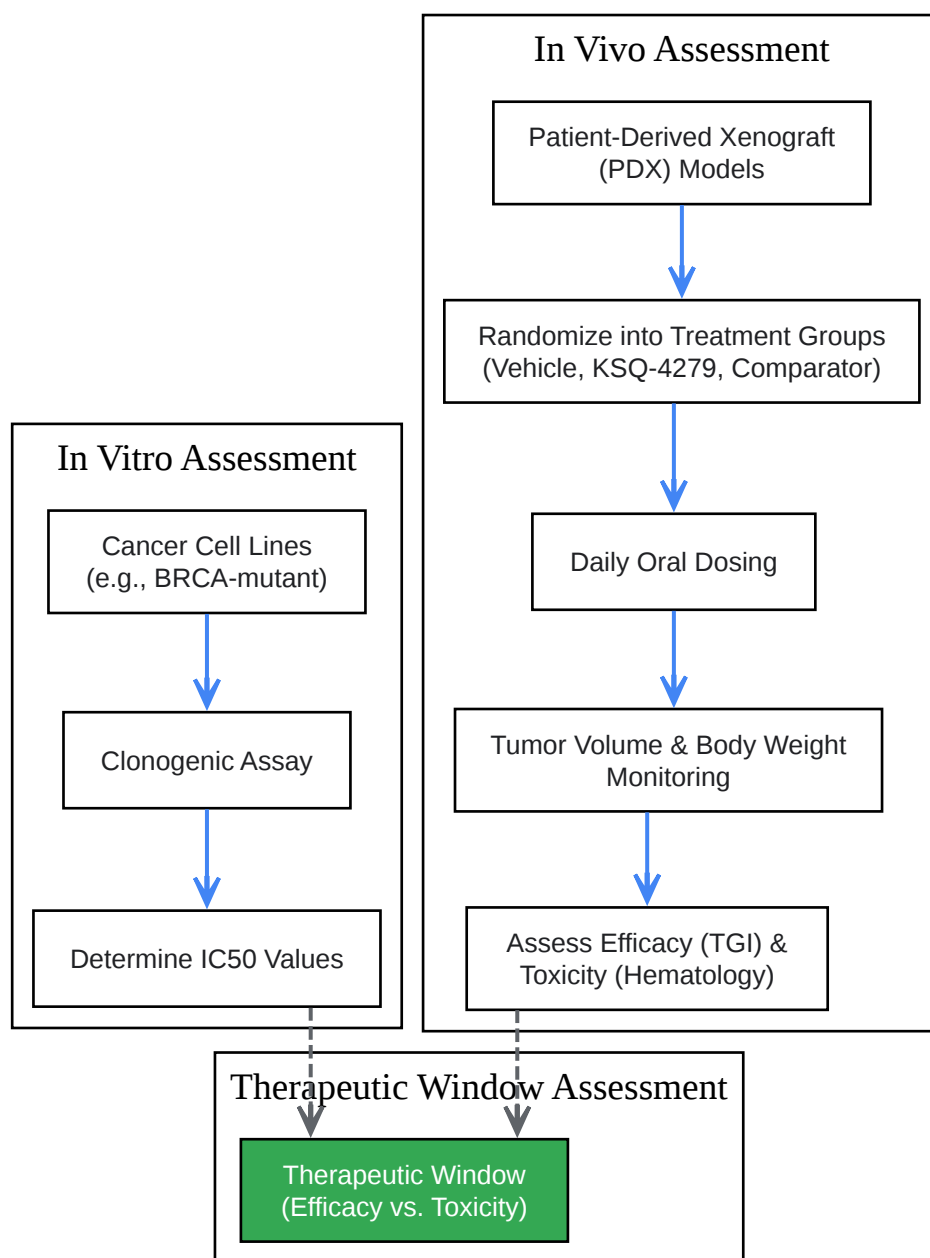 In Vivo Assessment
Patient-Derived Xenograft
(PDX) Models
Randomize into Treatment Groups
(Vehicle, KSQ-4279, Comparator)
Daily Oral Dosing
Tumor Volume & Body Weight
Monitoring
Assess Efficacy (TGI) &
Toxicity (Hematology)
In Vitro Assessment
Cancer Cell Lines
(e.g., BRCA-mutant)
Clonogenic Assay
Determine IC50 Values
Therapeutic Window Assessment
Therapeutic Window
(Efficacy vs. Toxicity)